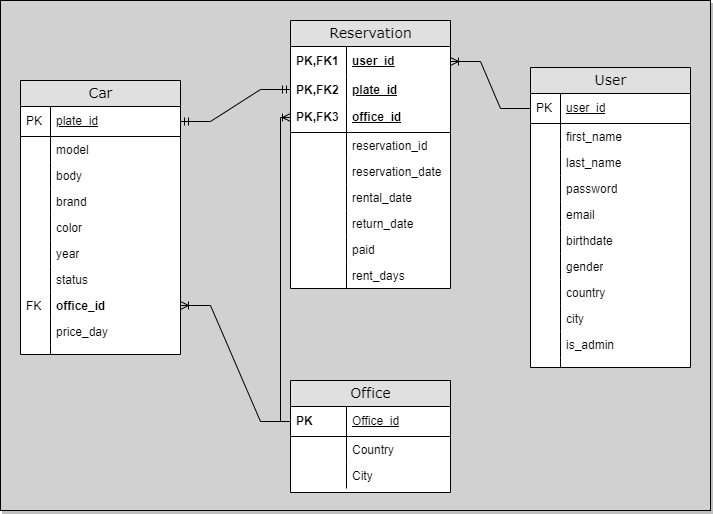 Reservation
PK,FK1 user_id
PK,FK2 plate_id
PK,FK3 office_id
reservation_id
reservation_date
rental_date
return_date
paid
rent_days
Car
PK plate_id
model
body
brand
color
year
status
FK office_id
price_day
User
PK user_id
first_name
last_name
password
email
birthdate
gender
country
city
is_admin
Office
PK Office_id
Country
City